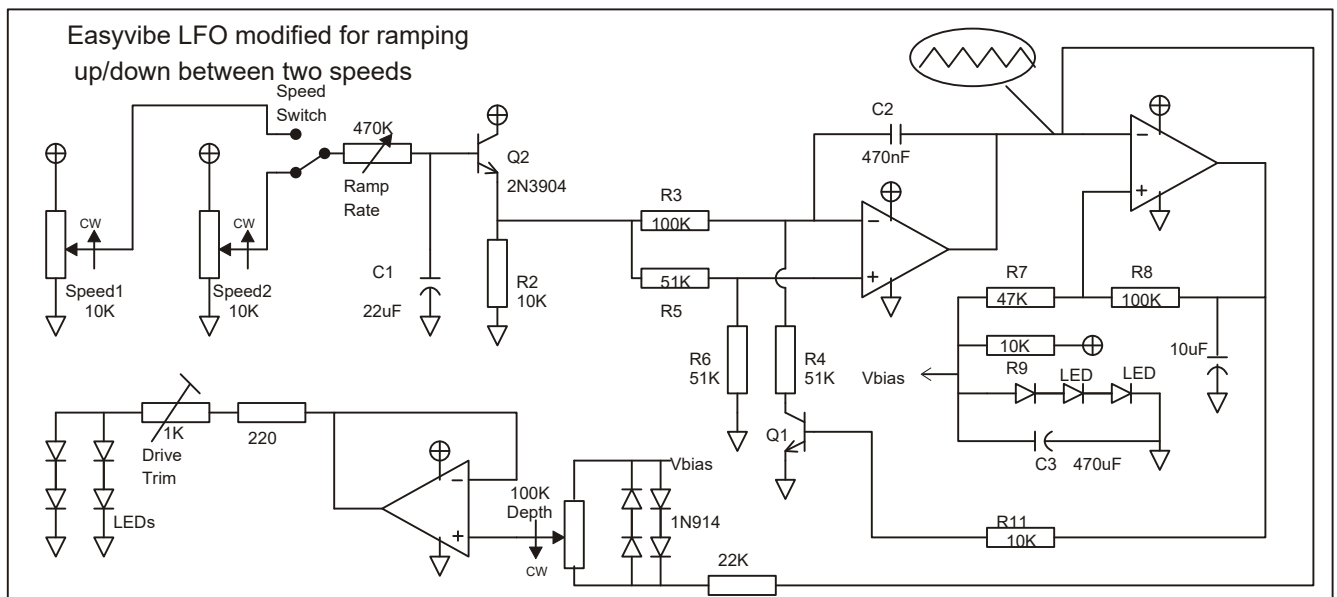 Easyvibe LFO modified for ramping
up/down between two speeds
Speed
Switch
470K
Ramp
Rate
CW
Speed1
10K
CW
Speed2
10K
C1
22uF
Q2
2N3904
R2
10K
R3
100K
51K
R5
C2
470nF
R6
51K
R4
51K
Q1
R7
47K
R8
100K
10K
R9
LED
LED
10uF
Vbias
C3
470uF
R11
10K
1K
Drive
Trim
220
LEDs
100K
Depth
CW
Vbias
1N914
22K